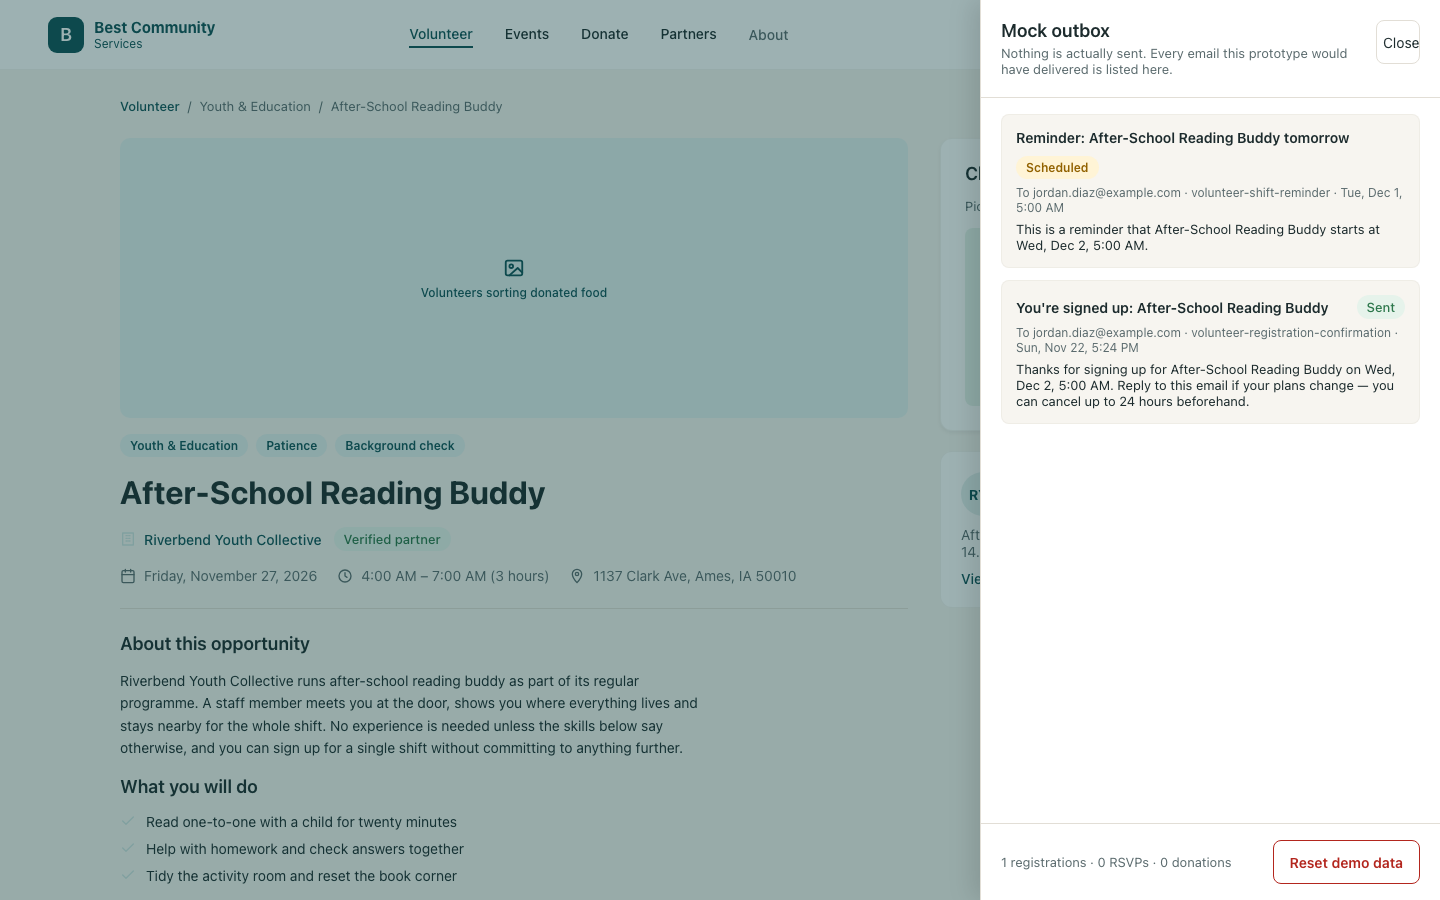 B
Best Community
Services
Volunteer
Events
Donate
Partners
About
Volunteer / Youth & Education / After-School Reading Buddy
Volunteers sorting donated food
Youth & Education
Patience
Background check
After-School Reading Buddy
Riverbend Youth Collective
Verified partner
Friday, November 27, 2026
4:00 AM – 7:00 AM (3 hours)
1137 Clark Ave, Ames, IA 50010
About this opportunity
Riverbend Youth Collective runs after-school reading buddy as part of its regular
programme. A staff member meets you at the door, shows you where everything lives and
stays nearby for the whole shift. No experience is needed unless the skills below say
otherwise, and you can sign up for a single shift without committing to anything further.
What you will do
Read one-to-one with a child for twenty minutes
Help with homework and check answers together
Tidy the activity room and reset the book corner
14.
Mock outbox
Nothing is actually sent. Every email this prototype would
have delivered is listed here.
Close
Reminder: After-School Reading Buddy tomorrow
Scheduled
To jordan.diaz@example.com · volunteer-shift-reminder · Tue, Dec 1,
5:00 AM
This is a reminder that After-School Reading Buddy starts at
Wed, Dec 2, 5:00 AM.
You're signed up: After-School Reading Buddy
Sent
To jordan.diaz@example.com · volunteer-registration-confirmation ·
Sun, Nov 22, 5:24 PM
Thanks for signing up for After-School Reading Buddy on Wed,
Dec 2, 5:00 AM. Reply to this email if your plans change — you
can cancel up to 24 hours beforehand.
1 registrations · 0 RSVPs · 0 donations
Reset demo data